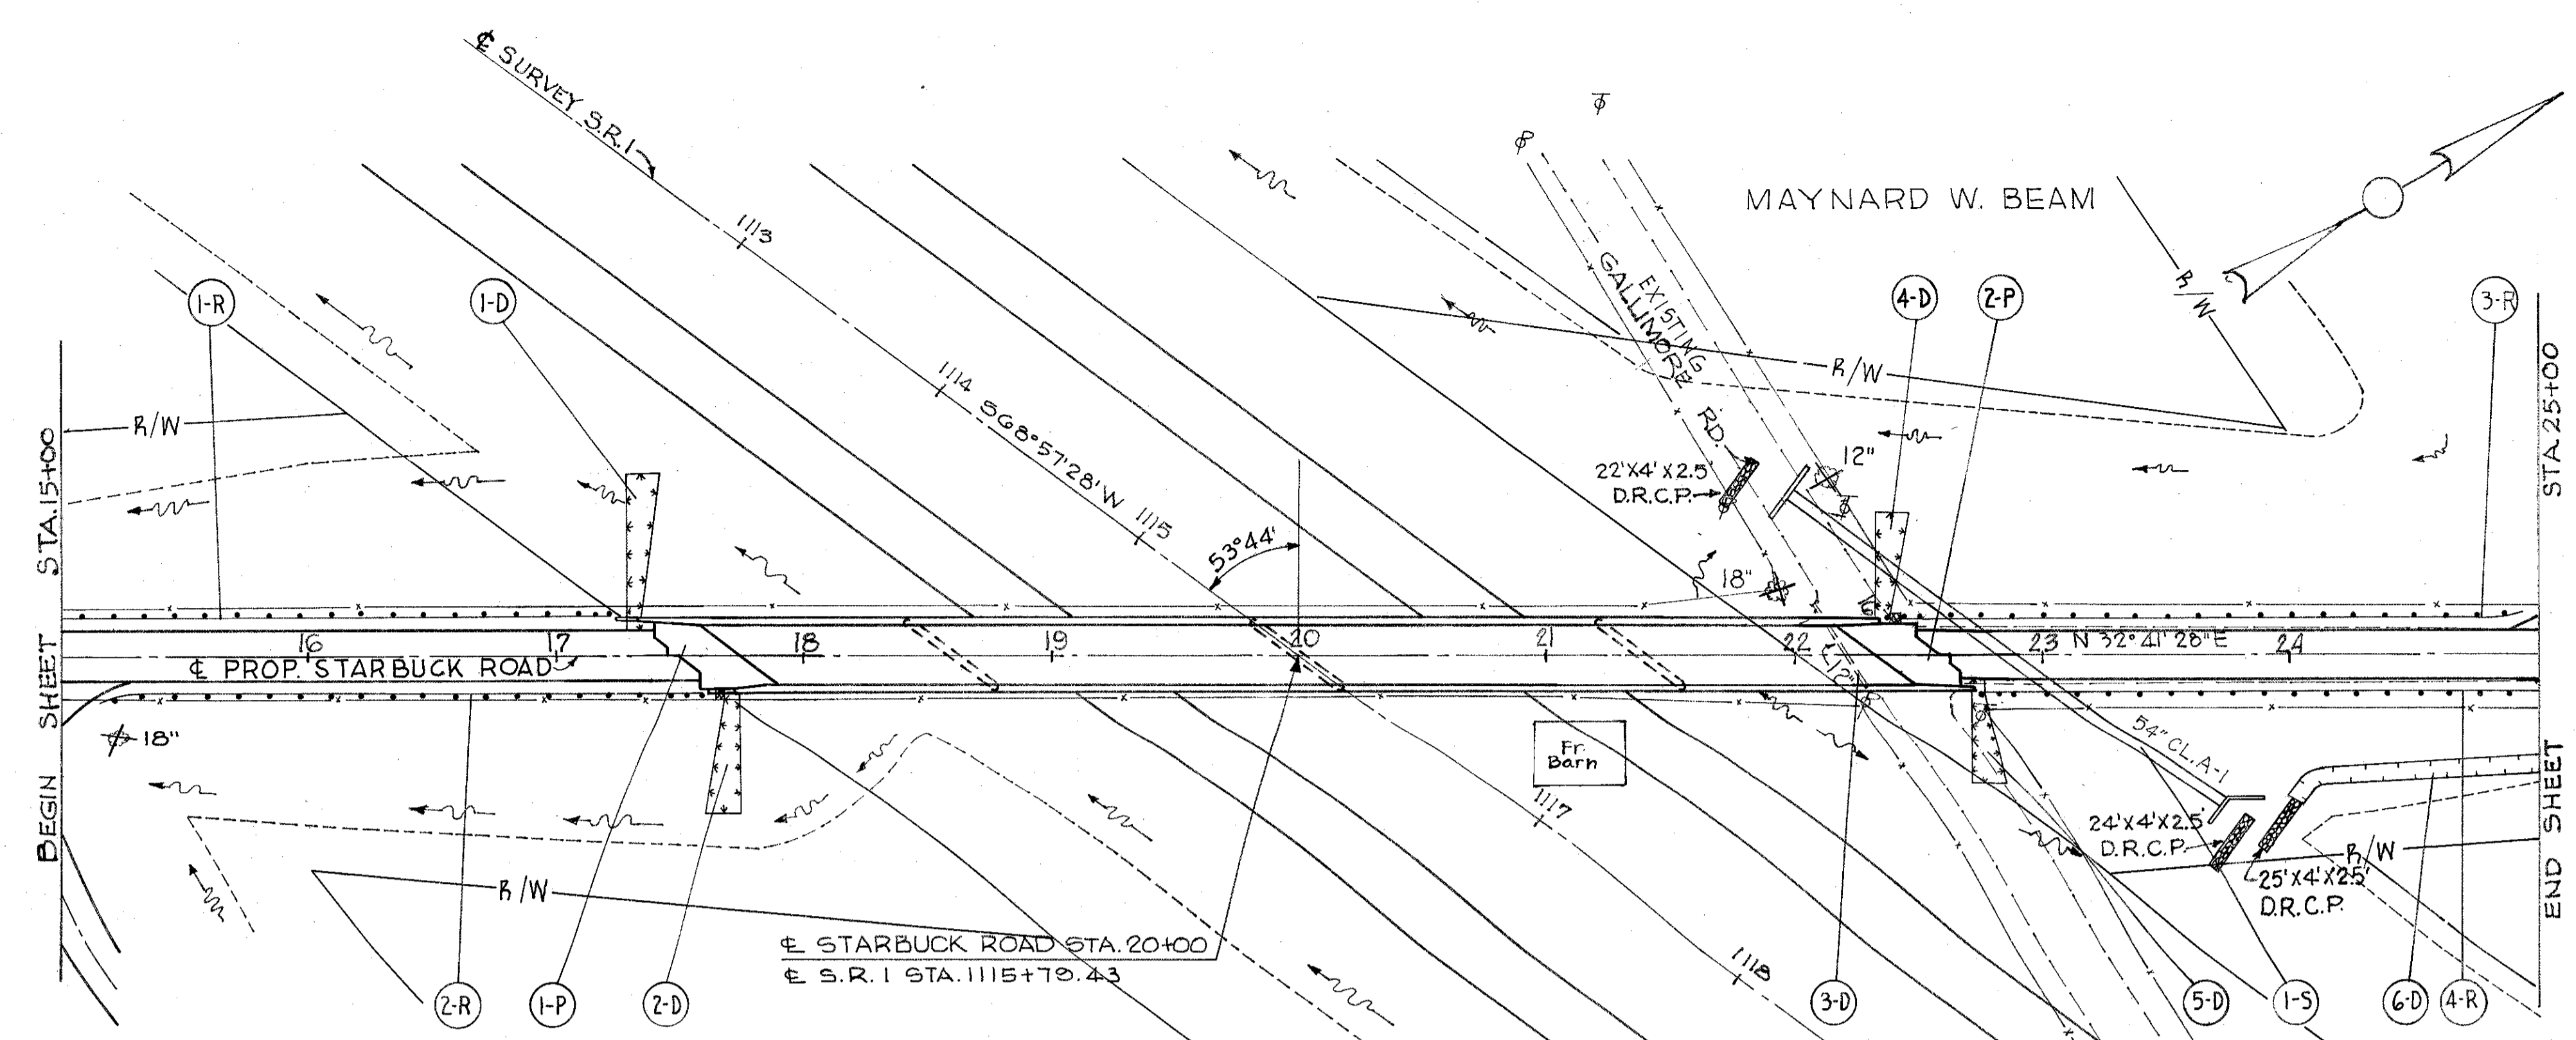 ℄ SURVEY S.R.1
1113
1114
S68°57'28"W
1115
53°44'
MAYNARD W. BEAM
EXISTING
GALLIMORE RD.
R/W
R/W
R/W
1-R
1-D
4-D
2-P
3-R
12"
22'X4'X2.5'
D.R.C.P.
18"
BEGIN SHEET STA.15+00
STA 25+00
END SHEET
16
17
18
19
20
21
22
23
N 32°41'28"E
24
℄ PROP. STARBUCK ROAD
12"
18"
Fr.
Barn
54" CL.A-1
1117
24'X4'X2.5'
D.R.C.P.
R/W
25'X4'X2.5'
D.R.C.P.
R/W
℄ STARBUCK ROAD STA.20+00
℄ S.R. 1 STA.1115+79.43
1118
2-R
1-P
2-D
3-D
5-D
1-S
6-D
4-R